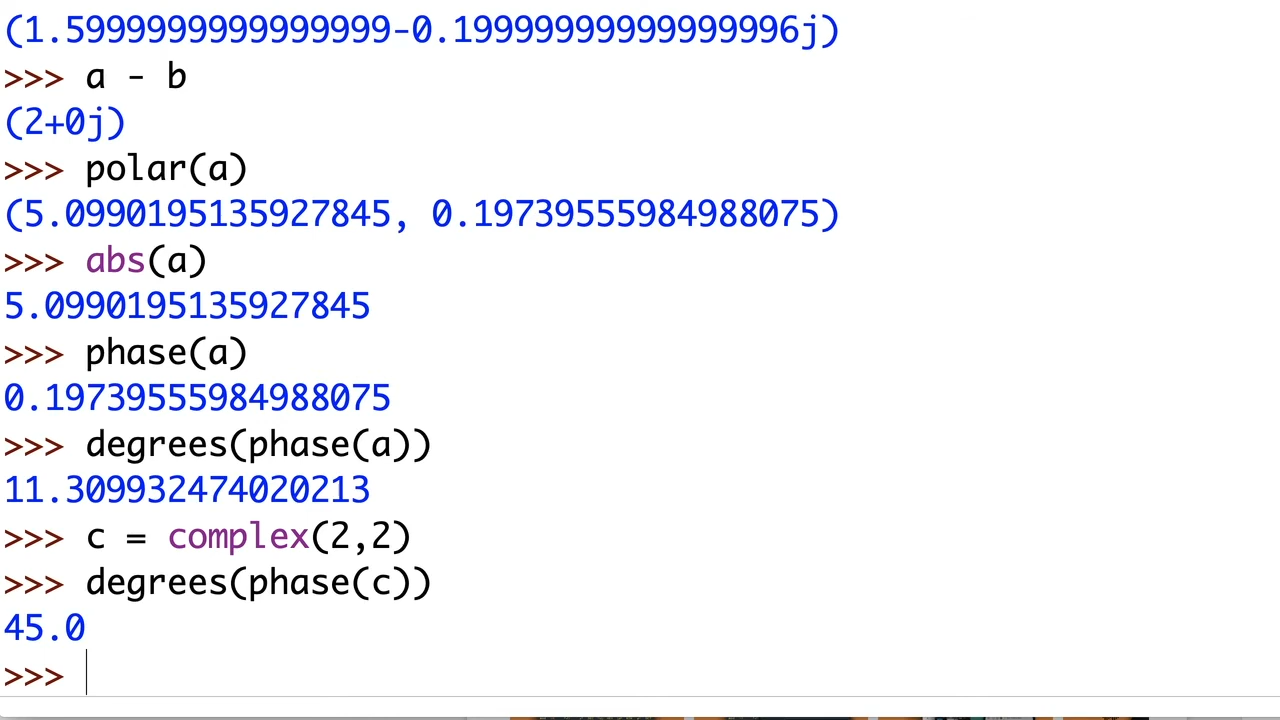 (1.5999999999999999-0.19999999999999996j)
>>> a - b
(2+0j)
>>> polar(a)
(5.0990195135927845, 0.19739555984988075)
>>> abs(a)
5.0990195135927845
>>> phase(a)
0.19739555984988075
>>> degrees(phase(a))
11.309932474020213
>>> c = complex(2,2)
>>> degrees(phase(c))
45.0
>>>